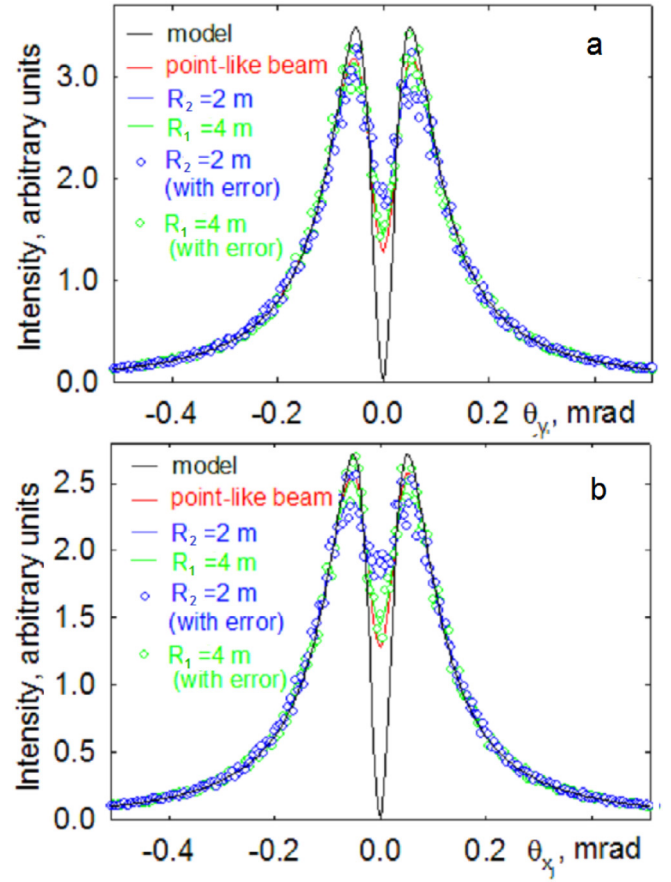 a
model
point-like beam
R2 =2 m
R1 =4 m
R2 =2 m
(with error)
R1 =4 m
(with error)
Intensity, arbitrary units
3.0
2.0
1.0
0.0
-0.4 -0.2 0.0 0.2 θy, mrad
b
model
point-like beam
R2 =2 m
R1 =4 m
R2 =2 m
(with error)
R1 =4 m
(with error)
Intensity, arbitrary units
2.5
2.0
1.5
1.0
0.5
0.0
-0.4 -0.2 0.0 0.2 θx, mrad